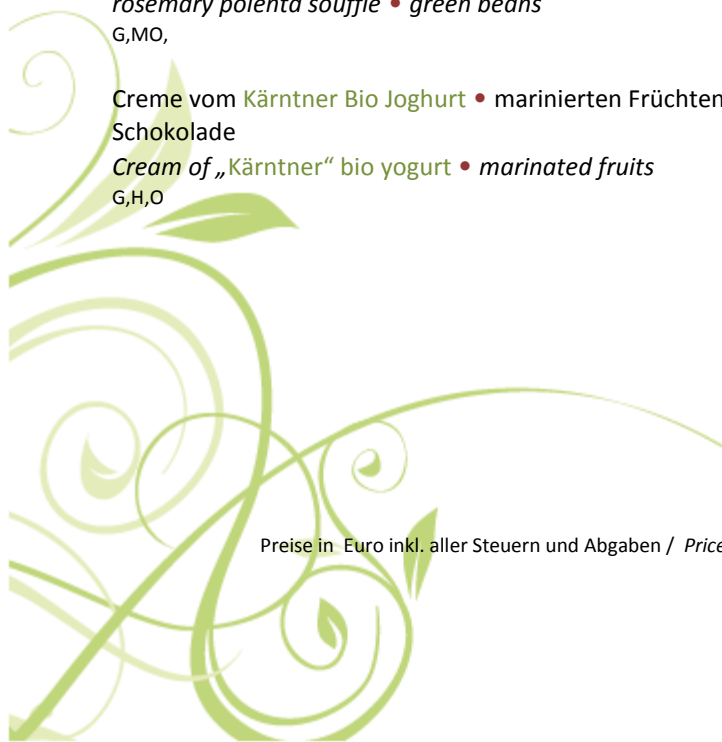 rosemary polenta soufflé • green beans
G,MO,
Creme vom Kärntner Bio Joghurt • marinierten Früchten
Schokolade
Cream of „Kärntner“ bio yogurt • marinated fruits
G,H,O
Preise in Euro inkl. aller Steuern und Abgaben / Price